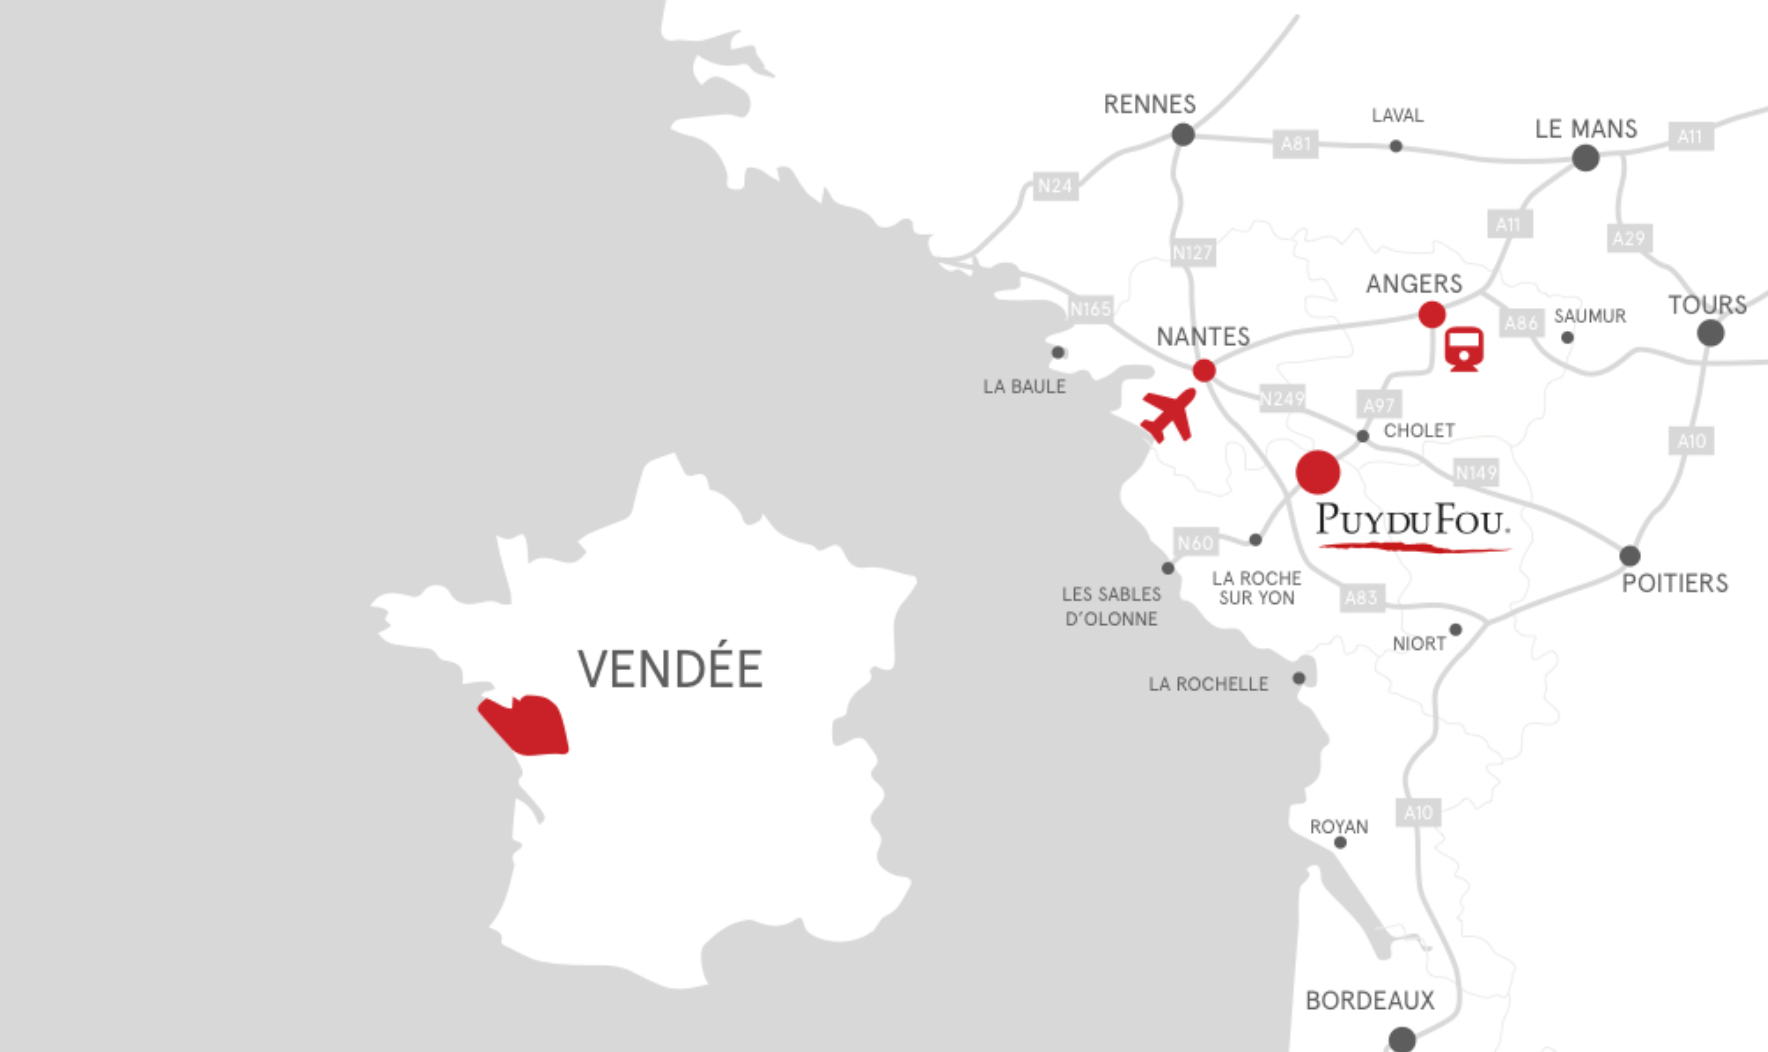 RENNES
LAVAL
LE MANS
A11
A81
N24
A11
A29
N127
ANGERS
N165
NANTES
A86
SAUMUR
TOURS
LA BAULE
N249
A97
CHOLET
A10
N149
PUYDUFOU.
N60
LES SABLES
D'OLONNE
LA ROCHE
SUR YON
A83
POITIERS
NIORT
VENDÉE
LA ROCHELLE
A10
ROYAN
BORDEAUX